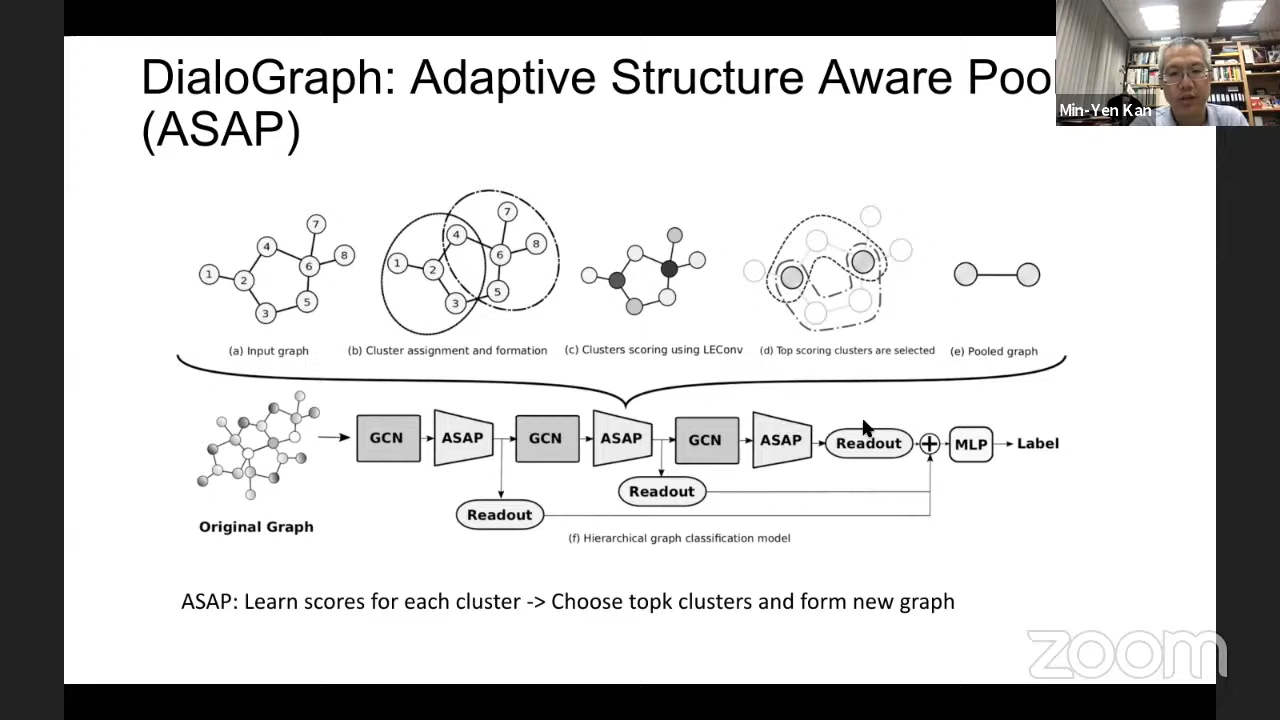 DialoGraph: Adaptive Structure Aware Poo
(ASAP)
Min-Yen Kan
1
2
3
4
5
6
7
8
1
2
3
4
5
6
7
8
(a) Input graph
(b) Cluster assignment and formation
(c) Clusters scoring using LEConv
(d) Top scoring clusters are selected
(e) Pooled graph
GCN
ASAP
GCN
ASAP
GCN
ASAP
Readout
+
MLP
Label
Readout
Readout
Original Graph
(f) Hierarchical graph classification model
ASAP: Learn scores for each cluster -> Choose topk clusters and form new graph
zoom